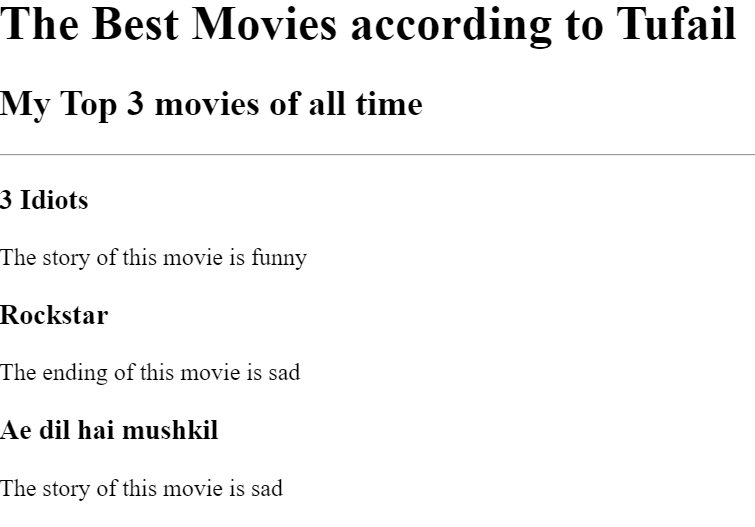 The Best Movies according to Tufail
My Top 3 movies of all time
3 Idiots
The story of this movie is funny
Rockstar
The ending of this movie is sad
Ae dil hai mushkil
The story of this movie is sad